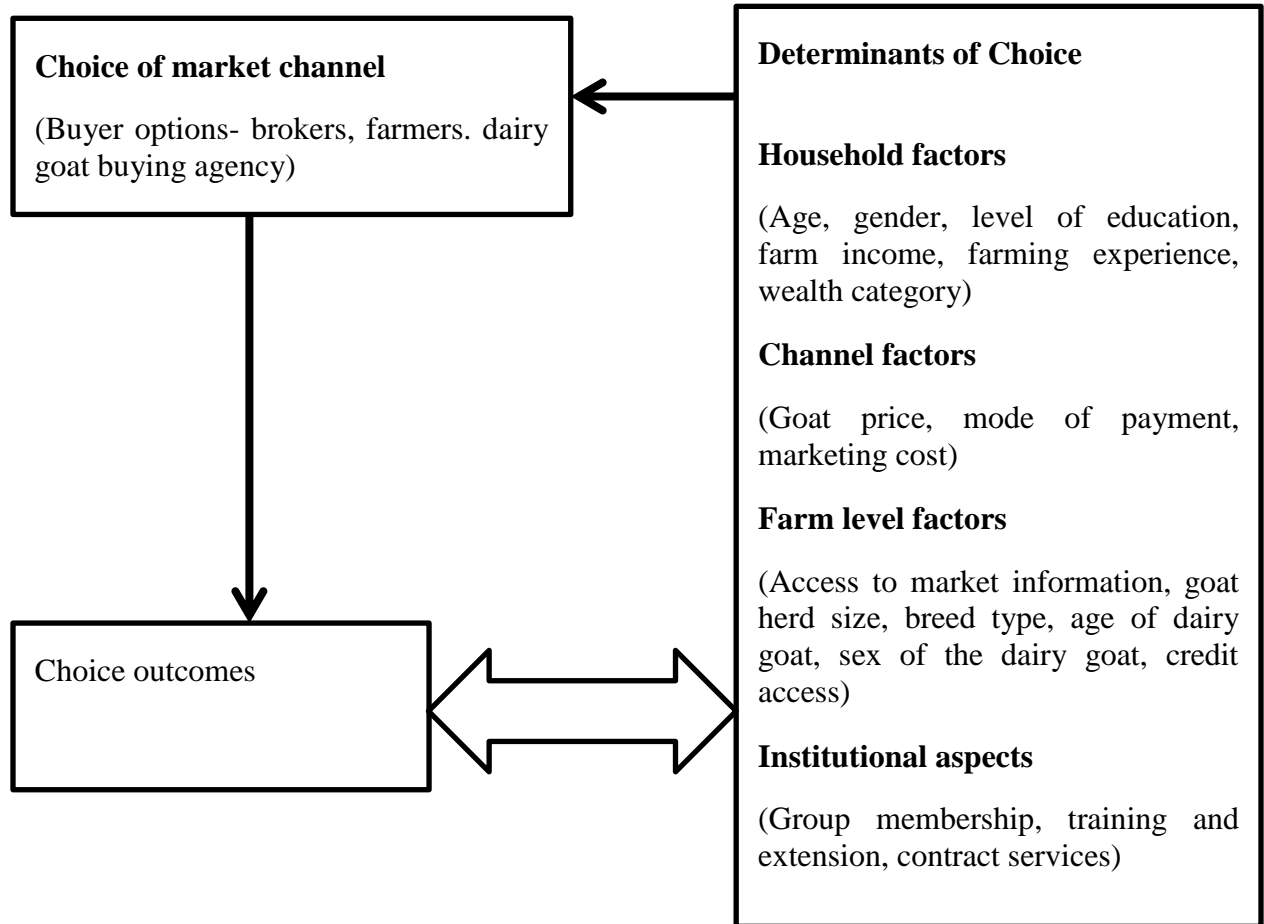 Choice of market channel
(Buyer options- brokers, farmers. dairy
goat buying agency)
Choice outcomes
Determinants of Choice
Household factors
(Age, gender, level of education,
farm income, farming experience,
wealth category)
Channel factors
(Goat price, mode of payment,
marketing cost)
Farm level factors
(Access to market information, goat
herd size, breed type, age of dairy
goat, sex of the dairy goat, credit
access)
Institutional aspects
(Group membership, training and
extension, contract services)